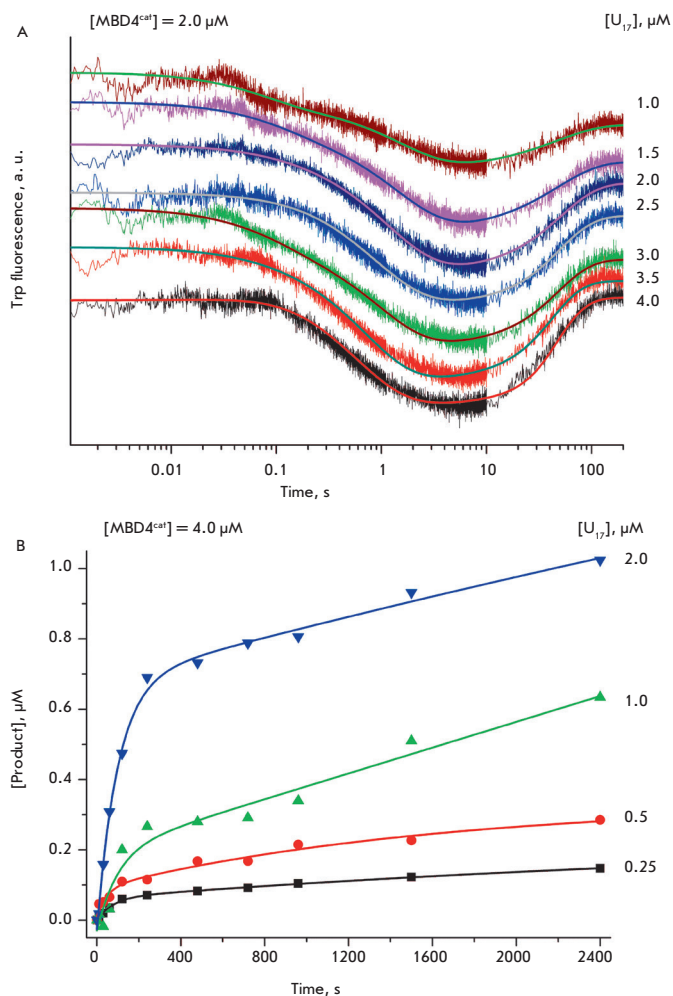 A
[MBD4ᶜᵃᵗ] = 2.0 μM
[U₁₇], μM
Trp fluorescence, a. u.
1.0
1.5
2.0
2.5
3.0
3.5
4.0
0.01 0.1 1 10 100
Time, s
B
[MBD4ᶜᵃᵗ] = 4.0 μM
[U₁₇], μM
[Product], μM
1.0
0.8
0.6
0.4
0.2
0.0
2.0
1.0
0.5
0.25
0 400 800 1200 1600 2000 2400
Time, s